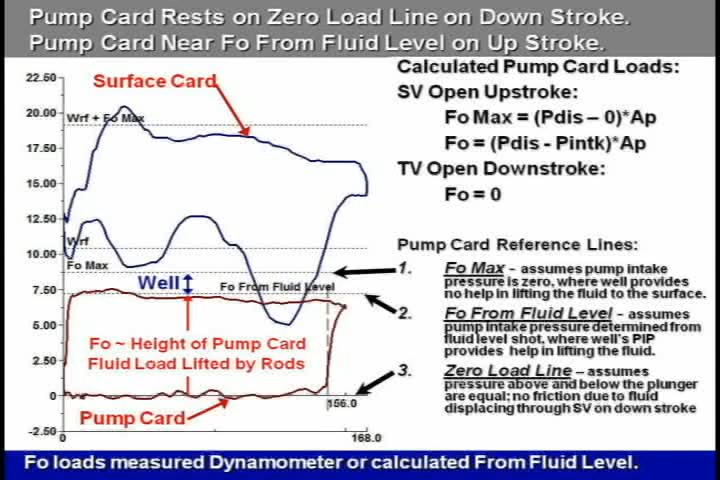 Pump Card Rests on Zero Load Line on Down Stroke.
Pump Card Near Fo From Fluid Level on Up Stroke.
22.50
20.00
17.50
15.00
12.50
10.00
7.50
5.00
2.50
0
-2.50
0
156.0
168.0
Surface Card
Wrf + Fo Max
Wrf
Fo Max
Well
Fo From Fluid Level
Fo ~ Height of Pump Card
Fluid Load Lifted by Rods
Pump Card
Calculated Pump Card Loads:
SV Open Upstroke:
Fo Max = (Pdis – 0)*Ap
Fo = (Pdis - Pintk)*Ap
TV Open Downstroke:
Fo = 0
Pump Card Reference Lines:
1. Fo Max – assumes pump intake
pressure is zero, where well provides
no help in lifting the fluid to the surface.
2. Fo From Fluid Level – assumes
pump intake pressure determined from
fluid level shot, where well's PIP
provides help in lifting the fluid.
3. Zero Load Line – assumes
pressure above and below the plunger
are equal; no friction due to fluid
displacing through SV on down stroke
Fo loads measured Dynamometer or calculated From Fluid Level.